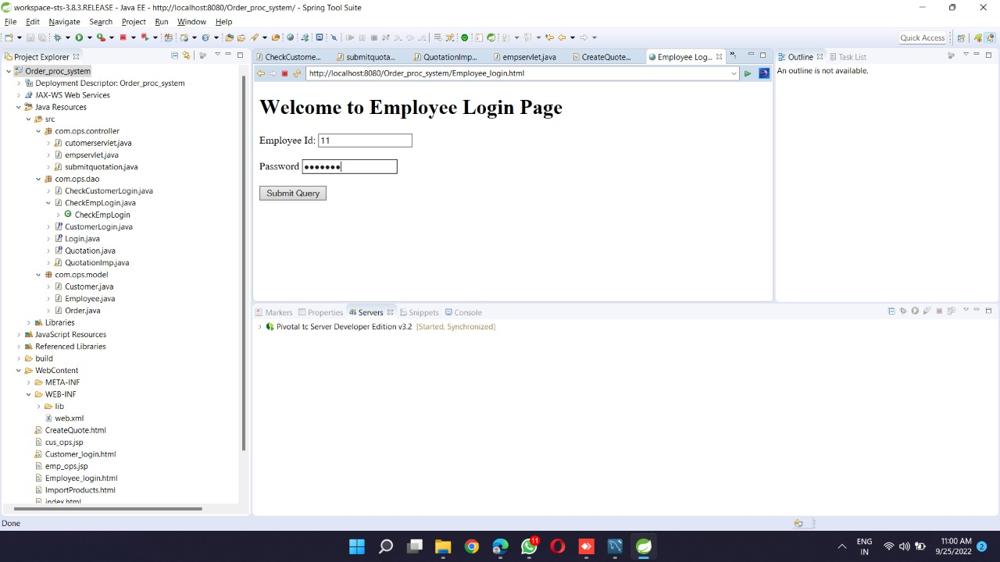 workspace-sts-3.8.3.RELEASE - Java EE - http://localhost:8080/Order_proc_system/ - Spring Tool Suite
File Edit Navigate Search Project Run Window Help
Quick Access
Project Explorer
CheckCustome... submitquota... QuotationImp... empservlet.java CreateQuote... Employee Log...
Outline Task List
Order_proc_system
http://localhost:8080/Order_proc_system/Employee_login.html
An outline is not available.
Deployment Descriptor: Order_proc_system
JAX-WS Web Services
Java Resources
src
com.ops.controller
cutomerservlet.java
empservlet.java
submitquotation.java
com.ops.dao
CheckCustomerLogin.java
CheckEmpLogin.java
CheckEmpLogin
CustomerLogin.java
Login.java
Quotation.java
QuotationImp.java
com.ops.model
Customer.java
Employee.java
Order.java
Libraries
JavaScript Resources
Referenced Libraries
build
WebContent
META-INF
WEB-INF
lib
web.xml
CreateQuote.html
cus_ops.jsp
Customer_login.html
emp_ops.jsp
Employee_login.html
ImportProducts.html
index.html
Welcome to Employee Login Page
Employee Id: 11
Password •••••••
Submit Query
Markers Properties Servers Snippets Console
Pivotal tc Server Developer Edition v3.2 [Started, Synchronized]
Done
11
ENG
IN
11:00 AM
9/25/2022
2